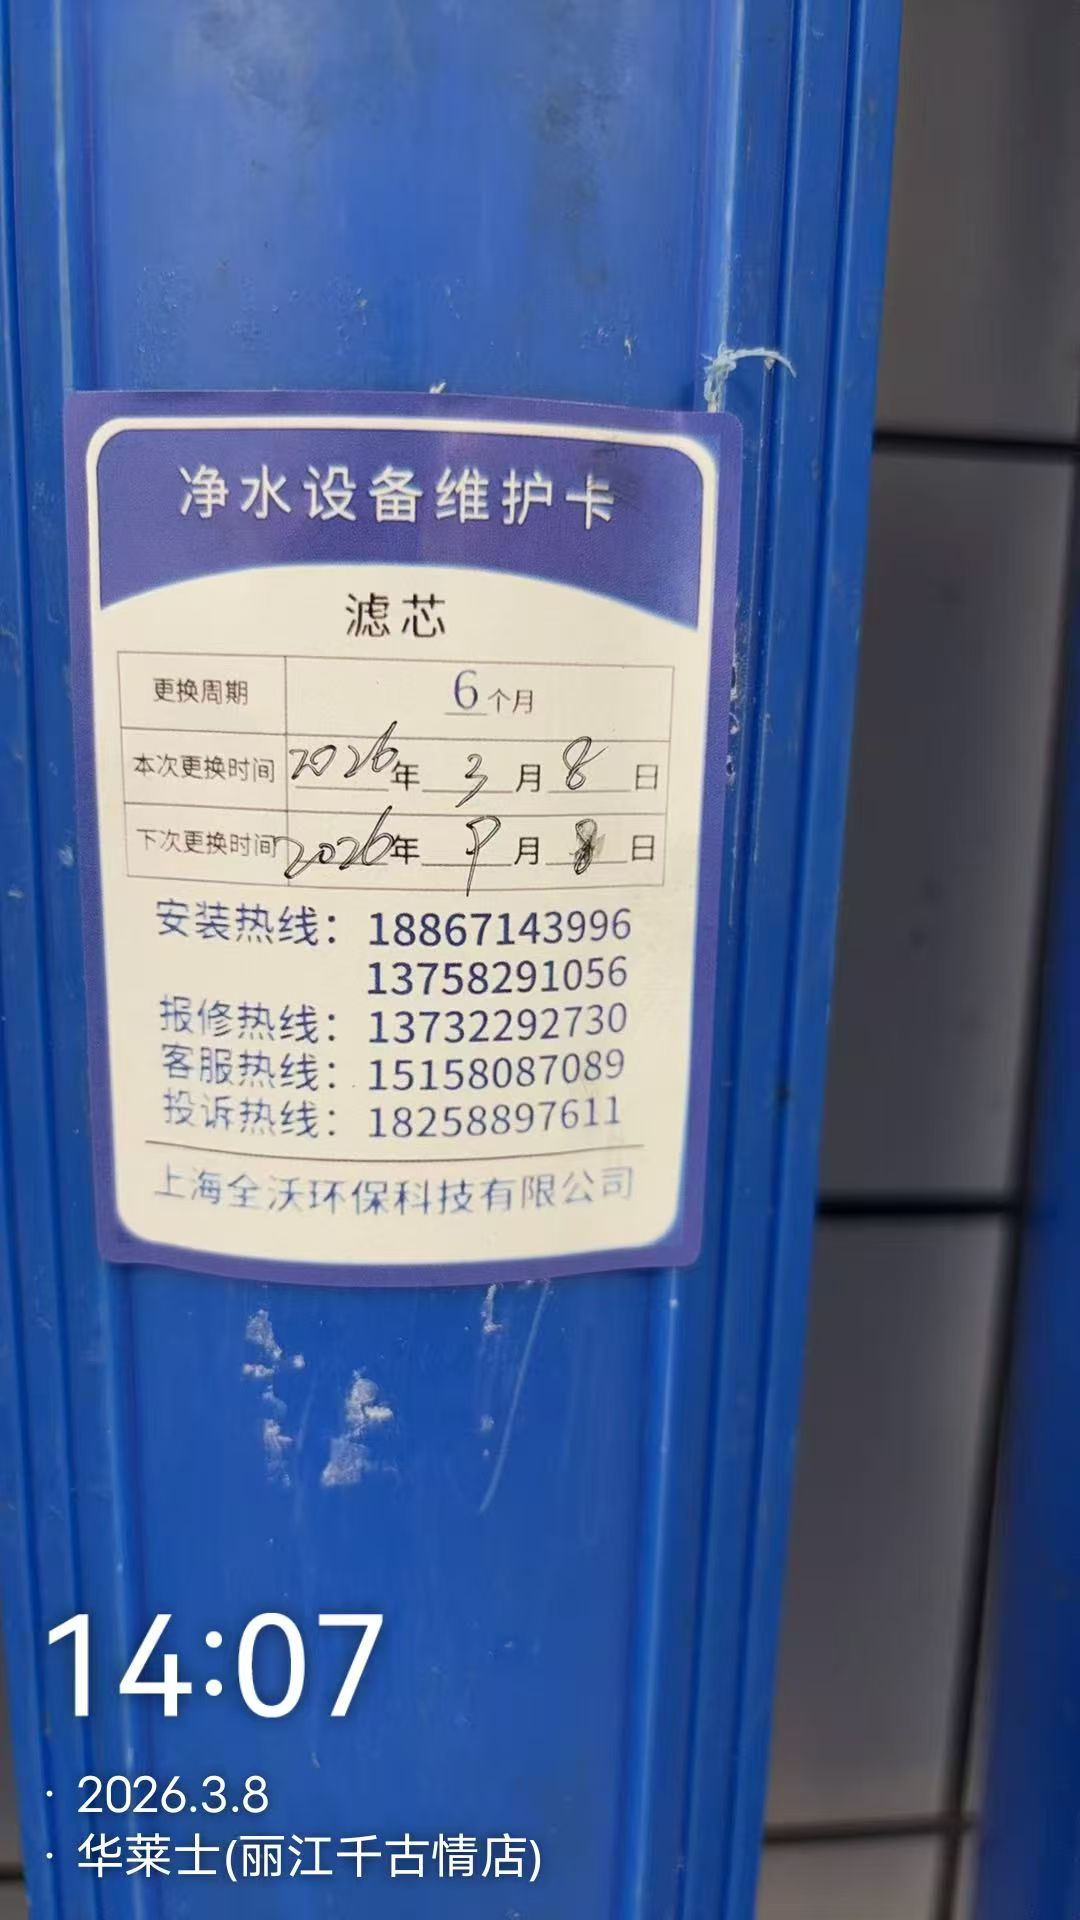 净水设备维护卡
滤芯
更换周期 6个月
本次更换时间 2026年3月8日
下次更换时间 2026年9月8日
安装热线：18867143996
13758291056
报修热线：13732292730
客服热线：15158087089
投诉热线：18258897611
上海全沃环保科技有限公司
14:07
· 2026.3.8
· 华莱士(丽江千古情店)